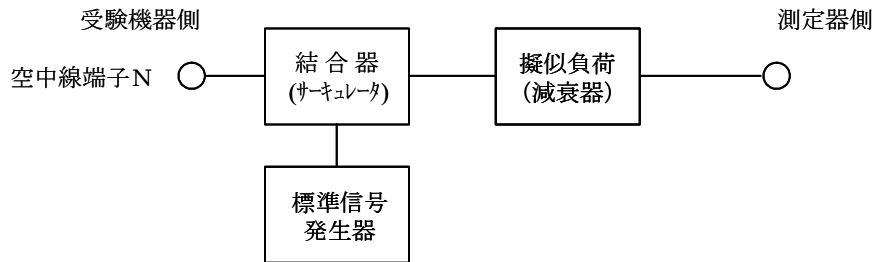 受験機器側
測定器側
空中線端子N
結合器
(サーキュレータ)
擬似負荷
(減衰器)
標準信号
発生器